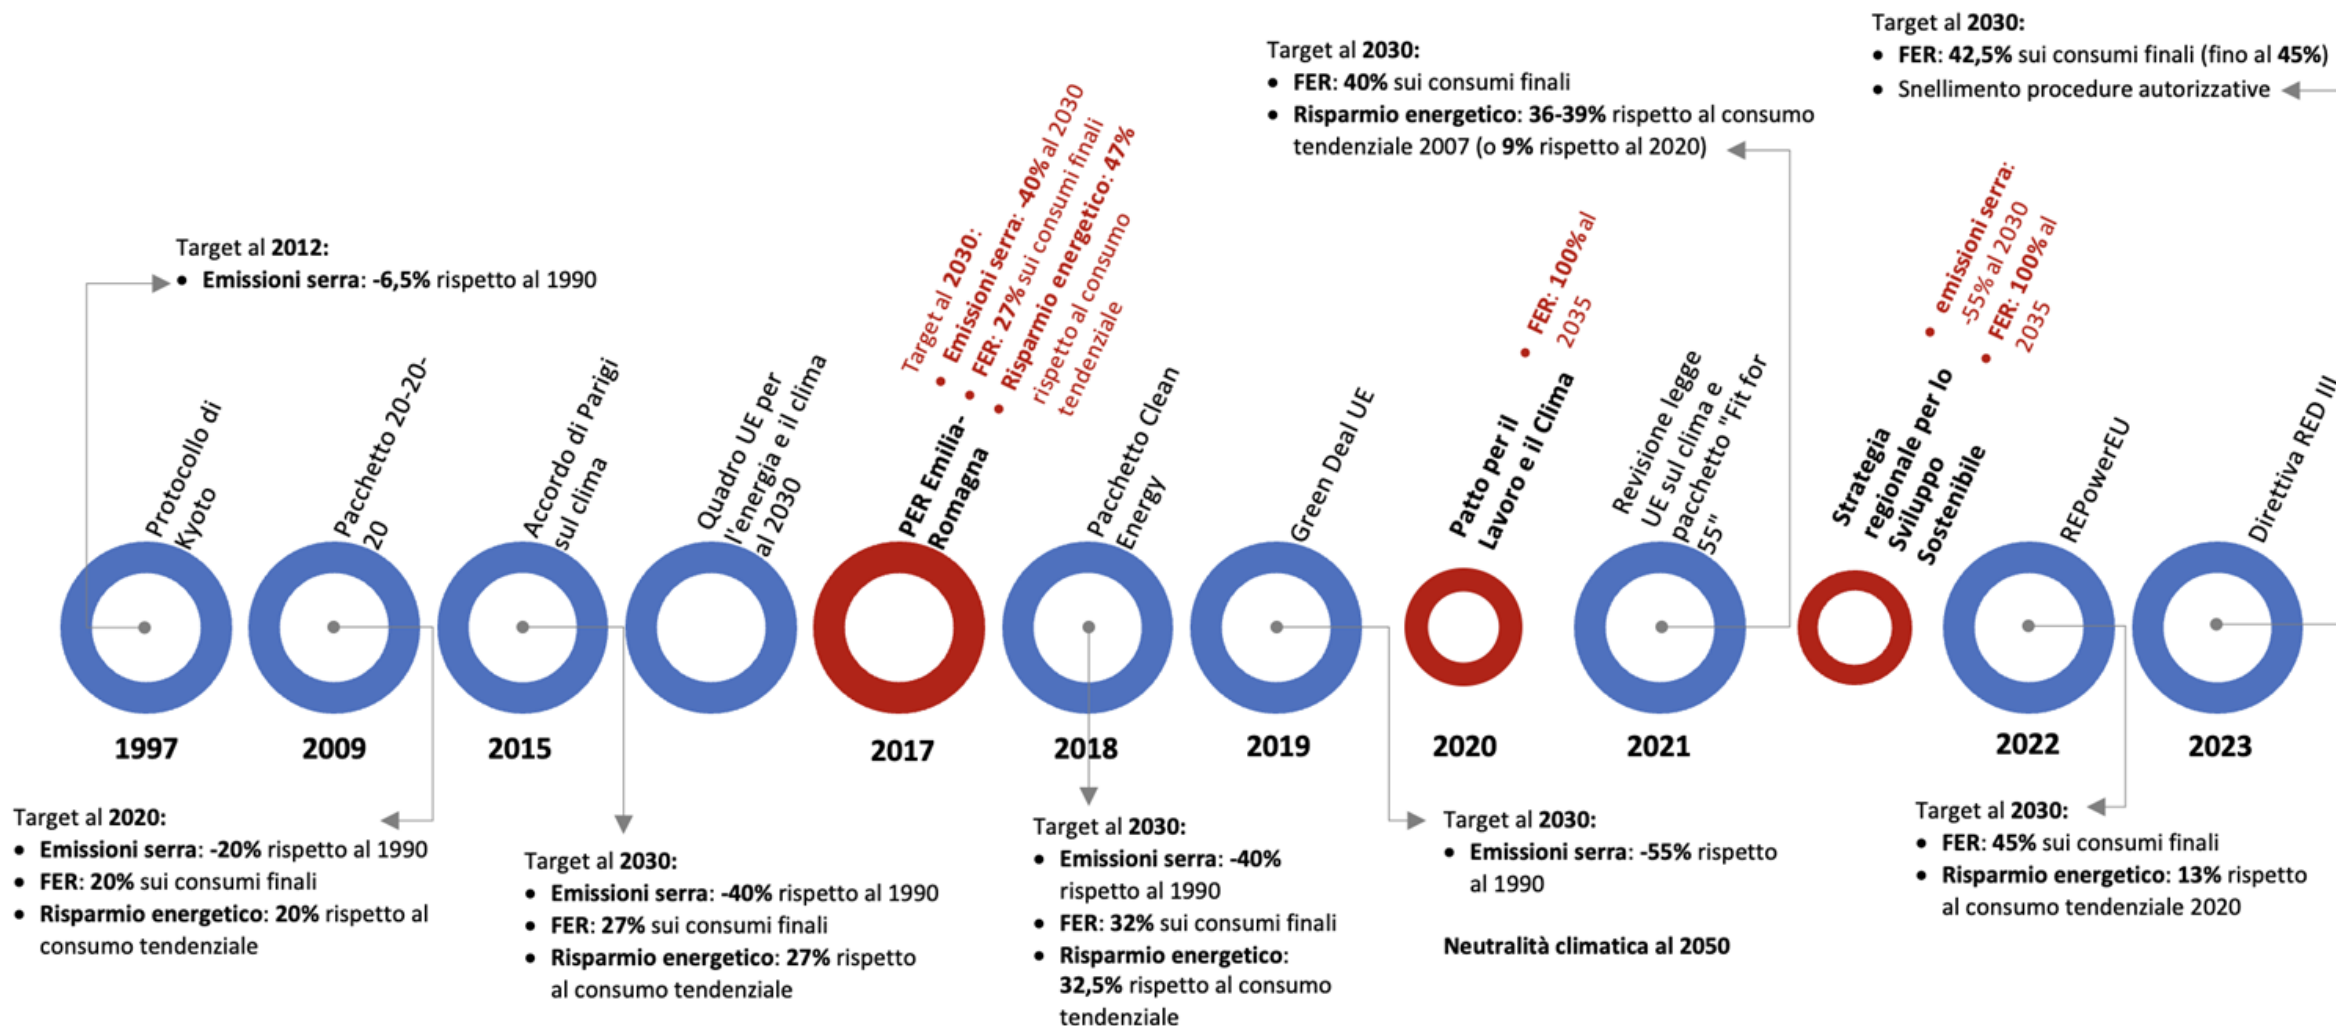 Target al 2030:
• FER: 42,5% sui consumi finali (fino al 45%)
• Snellimento procedure autorizzative
Target al 2030:
• FER: 40% sui consumi finali
• Risparmio energetico: 36-39% rispetto al consumo
tendenziale 2007 (o 9% rispetto al 2020)
Target al 2012:
• Emissioni serra: -6,5% rispetto al 1990
Target al 2030:
• Emissioni serra: -40% al 2030
• FER: 27% sui consumi finali
• Risparmio energetico: 47%
rispetto al consumo
tendenziale
• FER: 100% al
2035
• emissioni serra:
-55% al 2030
• FER: 100% al
2035
Protocollo di
Kyoto
Pacchetto 20-20-
20
Accordo di Parigi
sul clima
Quadro UE per
l'energia e il clima
al 2030
PER Emilia-
Romagna
Pacchetto Clean
Energy
Green Deal UE
Patto per il
Lavoro e il Clima
Revisione legge
UE sul clima e
pacchetto "Fit for
55"
Strategia
regionale per lo
Sviluppo
Sostenibile
REPowerEU
Direttiva RED III
1997
2009
2015
2017
2018
2019
2020
2021
2022
2023
Target al 2020:
• Emissioni serra: -20% rispetto al 1990
• FER: 20% sui consumi finali
• Risparmio energetico: 20% rispetto al
consumo tendenziale
Target al 2030:
• Emissioni serra: -40% rispetto al 1990
• FER: 27% sui consumi finali
• Risparmio energetico: 27% rispetto
al consumo tendenziale
Target al 2030:
• Emissioni serra: -40%
rispetto al 1990
• FER: 32% sui consumi finali
• Risparmio energetico:
32,5% rispetto al consumo
tendenziale
Target al 2030:
• Emissioni serra: -55% rispetto
al 1990
Neutralità climatica al 2050
Target al 2030:
• FER: 45% sui consumi finali
• Risparmio energetico: 13% rispetto
al consumo tendenziale 2020